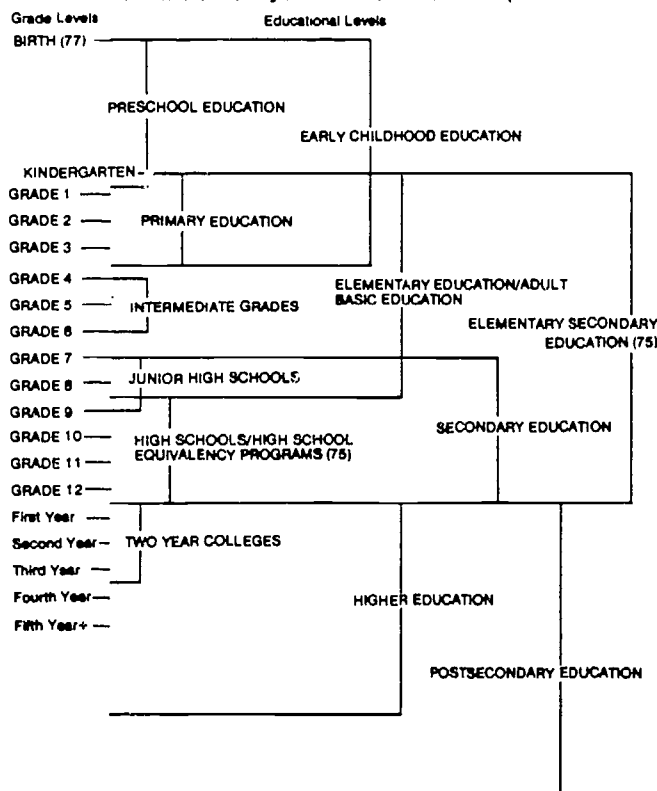 Grade Levels Educational Levels
BIRTH (77)
PRESCHOOL EDUCATION
EARLY CHILDHOOD EDUCATION
KINDERGARTEN
GRADE 1
GRADE 2
PRIMARY EDUCATION
GRADE 3
GRADE 4
ELEMENTARY EDUCATION/ADULT
BASIC EDUCATION
GRADE 5
INTERMEDIATE GRADES
GRADE 6
ELEMENTARY SECONDARY
EDUCATION (75)
GRADE 7
GRADE 8
JUNIOR HIGH SCHOOLS
GRADE 9
SECONDARY EDUCATION
GRADE 10
HIGH SCHOOLS/HIGH SCHOOL
EQUIVALENCY PROGRAMS (75)
GRADE 11
GRADE 12
First Year
Second Year
TWO YEAR COLLEGES
Third Year
Fourth Year
HIGHER EDUCATION
Fifth Year+
POSTSECONDARY EDUCATION